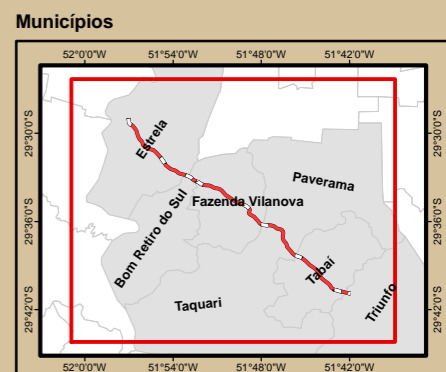 Municípios
52°0'0"W 51°54'0"W 51°48'0"W 51°42'0"W
29°30'0"S 29°30'0"S
Estrela
Paverama
Fazenda Vilanova
Bom Retiro do Sul
29°36'0"S 29°36'0"S
Tabaí
Taquari
Triunfo
29°42'0"S 29°42'0"S
52°0'0"W 51°54'0"W 51°48'0"W 51°42'0"W